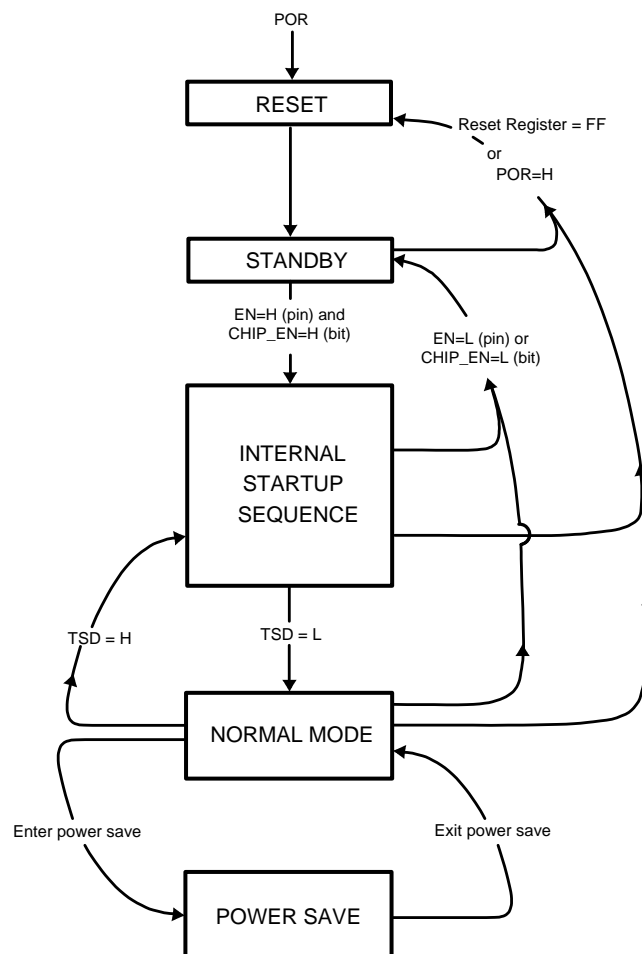 POR
RESET
Reset Register = FF
or
POR=H
STANDBY
EN=H (pin) and
CHIP_EN=H (bit)
EN=L (pin) or
CHIP_EN=L (bit)
INTERNAL
STARTUP
SEQUENCE
TSD = H
TSD = L
NORMAL MODE
Enter power save
Exit power save
POWER SAVE